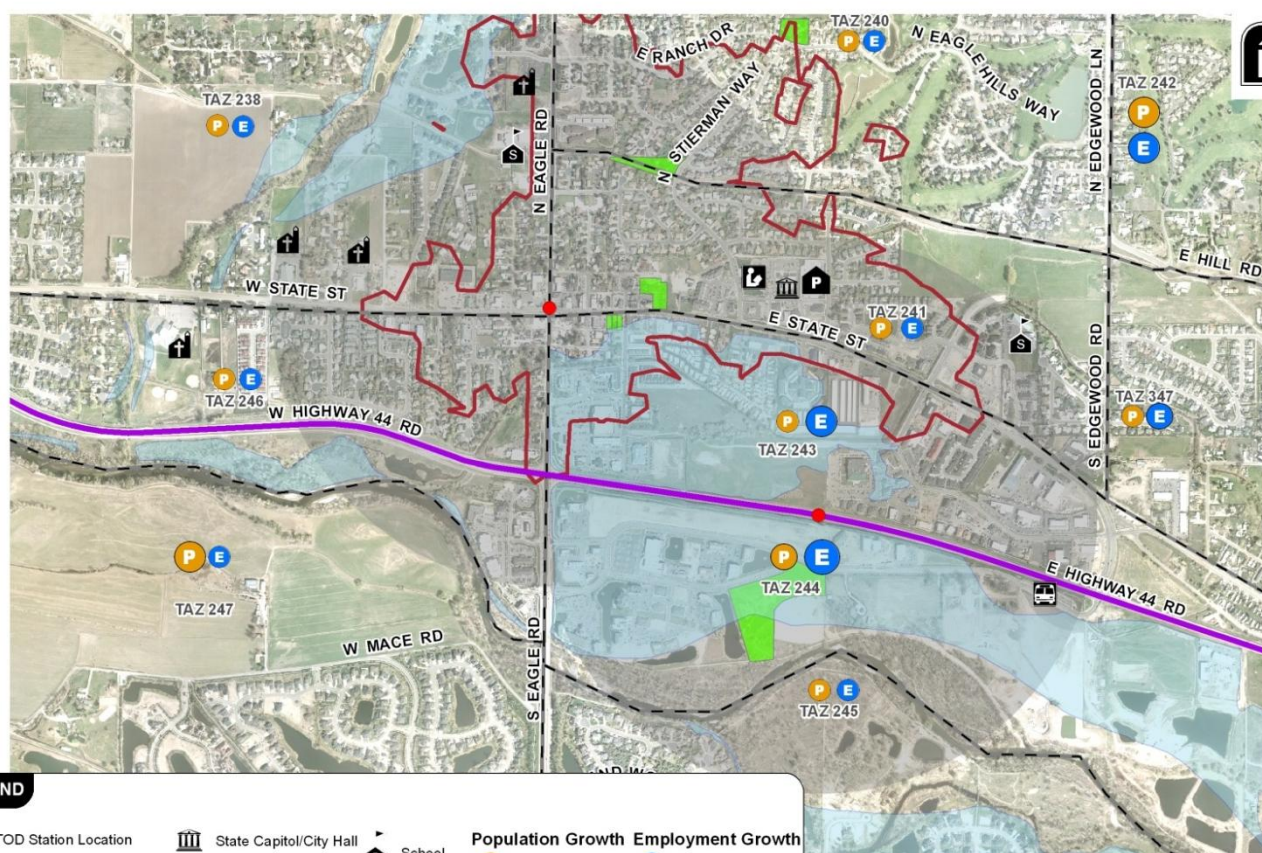 TAZ 240
E RANCH DR
N EAGLE HILLS WAY
N EDGEWOOD LN
TAZ 242
P E
P
E
TAZ 238
P E
N EAGLE RD
N STIERMAN WAY
S
E HILL RD
W STATE ST
P
E STATE ST
TAZ 241
P E
S
S EDGEWOOD RD
P E
TAZ 246
W HIGHWAY 44 RD
TAZ 347
P E
P E
TAZ 243
P E
TAZ 247
P E
TAZ 244
E HIGHWAY 44 RD
W MACE RD
S EAGLE RD
P E
TAZ 245
ND
TOD Station Location
State Capitol/City Hall
School
Population Growth Employment Growth